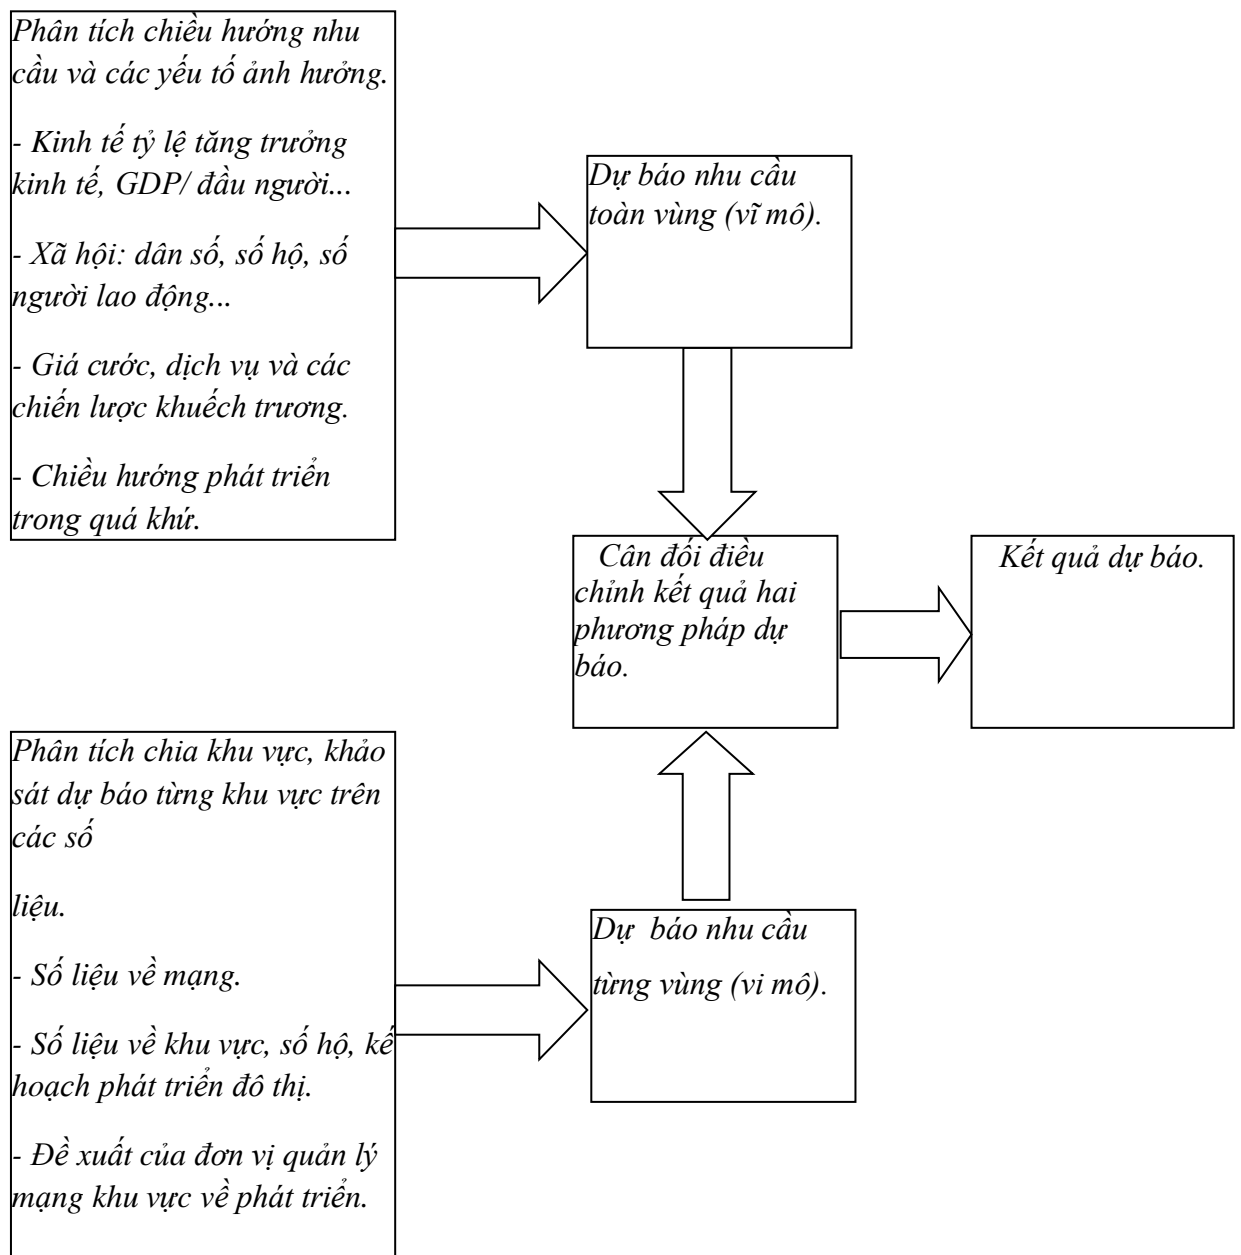 Phân tích chiều hướng nhu
cầu và các yếu tố ảnh hưởng.
- Kinh tế tỷ lệ tăng trưởng
kinh tế, GDP/ đầu người...
- Xã hội: dân số, số hộ, số
người lao động...
- Giá cước, dịch vụ và các
chiến lược khuếch trương.
- Chiều hướng phát triển
trong quá khứ.
Dự báo nhu cầu
toàn vùng (vĩ mô).
Cân đối điều
chỉnh kết quả hai
phương pháp dự
báo.
Kết quả dự báo.
Phân tích chia khu vực, khảo
sát dự báo từng khu vực trên
các số
liệu.
- Số liệu về mạng.
- Số liệu về khu vực, số hộ, kế
hoạch phát triển đô thị.
- Đề xuất của đơn vị quản lý
mạng khu vực về phát triển.
Dự báo nhu cầu
từng vùng (vi mô).